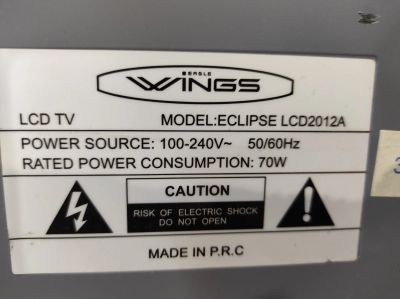 EAGLE
WINGS
LCD TV MODEL:ECLIPSE LCD2012A
POWER SOURCE: 100-240V~ 50/60Hz
RATED POWER CONSUMPTION: 70W
CAUTION
RISK OF ELECTRIC SHOCK
DO NOT OPEN
MADE IN P.R.C